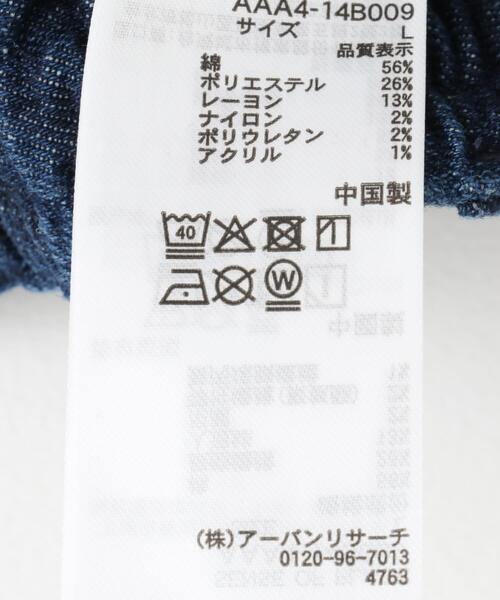 AAA4-14B009
サイズ L
品質表示
綿 56%
ポリエステル 26%
レーヨン 13%
ナイロン 2%
ポリウレタン 2%
アクリル 1%
中国製
40
W
(株)アーバンリサーチ
0120-96-7013
4763